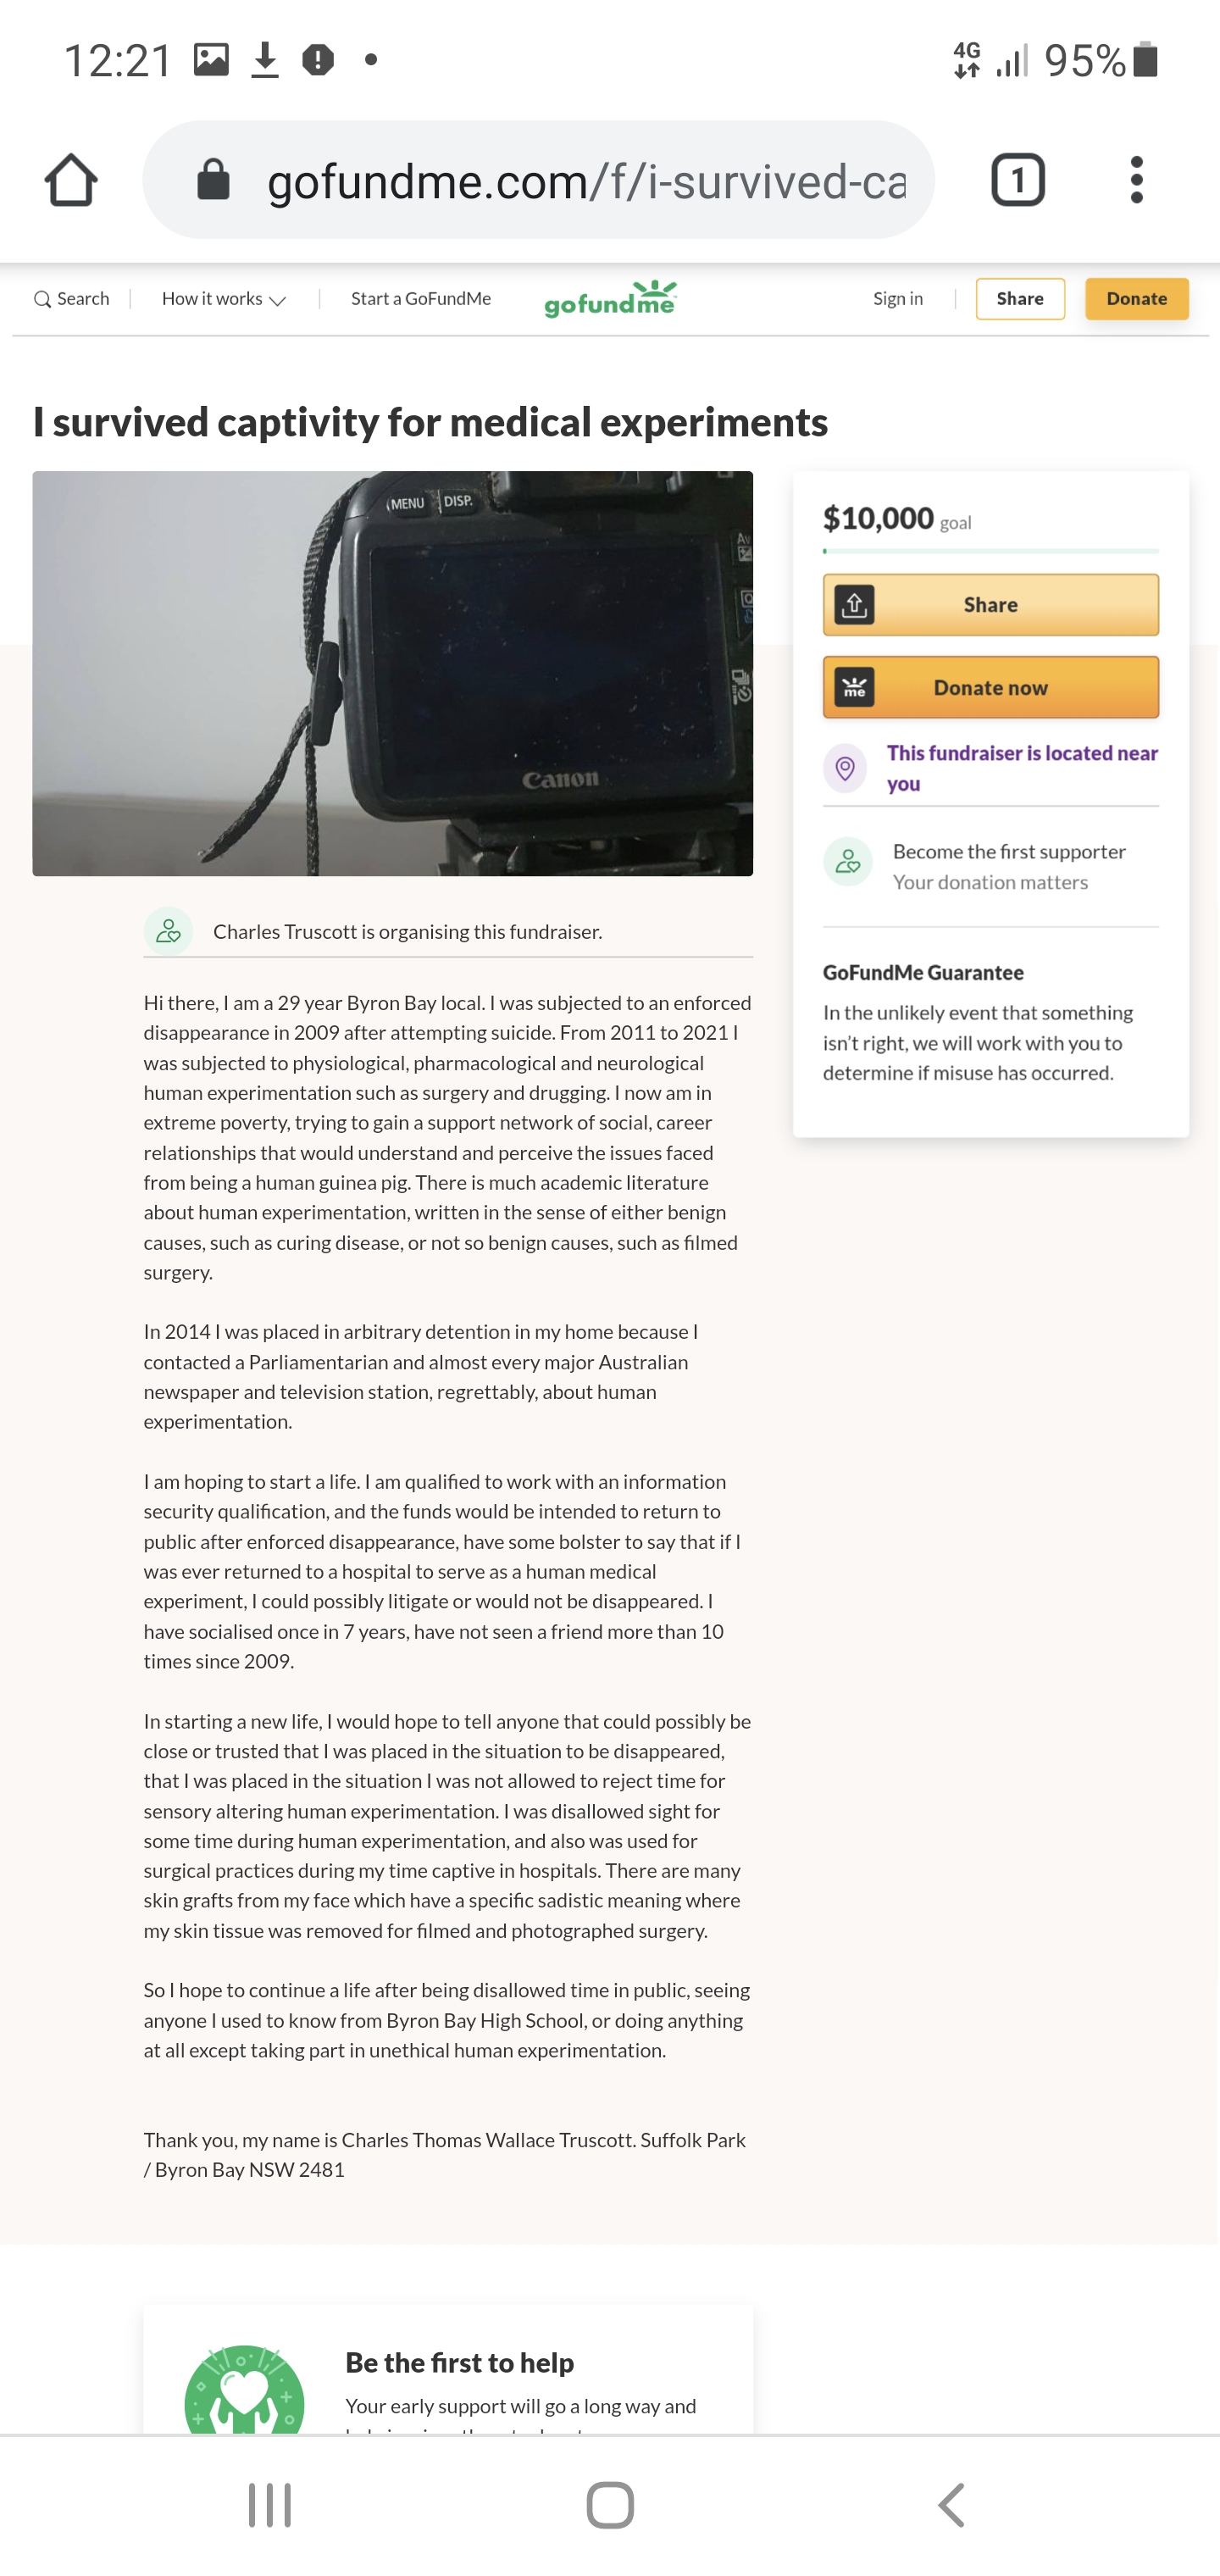 12:21
4G
95%
gofundme.com/f/i-survived-ca
1
Search
How it works
Start a GoFundMe
gofundme
Sign in
Share
Donate
I survived captivity for medical experiments
MENU
DISP.
Av
Q
Canon
$10,000 goal
Share
me
Donate now
This fundraiser is located near
you
Become the first supporter
Your donation matters
GoFundMe Guarantee
In the unlikely event that something
isn't right, we will work with you to
determine if misuse has occurred.
Charles Truscott is organising this fundraiser.
Hi there, I am a 29 year Byron Bay local. I was subjected to an enforced
disappearance in 2009 after attempting suicide. From 2011 to 2021 I
was subjected to physiological, pharmacological and neurological
human experimentation such as surgery and drugging. I now am in
extreme poverty, trying to gain a support network of social, career
relationships that would understand and perceive the issues faced
from being a human guinea pig. There is much academic literature
about human experimentation, written in the sense of either benign
causes, such as curing disease, or not so benign causes, such as filmed
surgery.
In 2014 I was placed in arbitrary detention in my home because I
contacted a Parliamentarian and almost every major Australian
newspaper and television station, regrettably, about human
experimentation.
I am hoping to start a life. I am qualified to work with an information
security qualification, and the funds would be intended to return to
public after enforced disappearance, have some bolster to say that if I
was ever returned to a hospital to serve as a human medical
experiment, I could possibly litigate or would not be disappeared. I
have socialised once in 7 years, have not seen a friend more than 10
times since 2009.
In starting a new life, I would hope to tell anyone that could possibly be
close or trusted that I was placed in the situation to be disappeared,
that I was placed in the situation I was not allowed to reject time for
sensory altering human experimentation. I was disallowed sight for
some time during human experimentation, and also was used for
surgical practices during my time captive in hospitals. There are many
skin grafts from my face which have a specific sadistic meaning where
my skin tissue was removed for filmed and photographed surgery.
So I hope to continue a life after being disallowed time in public, seeing
anyone I used to know from Byron Bay High School, or doing anything
at all except taking part in unethical human experimentation.
Thank you, my name is Charles Thomas Wallace Truscott. Suffolk Park
/ Byron Bay NSW 2481
Be the first to help
Your early support will go a long way and